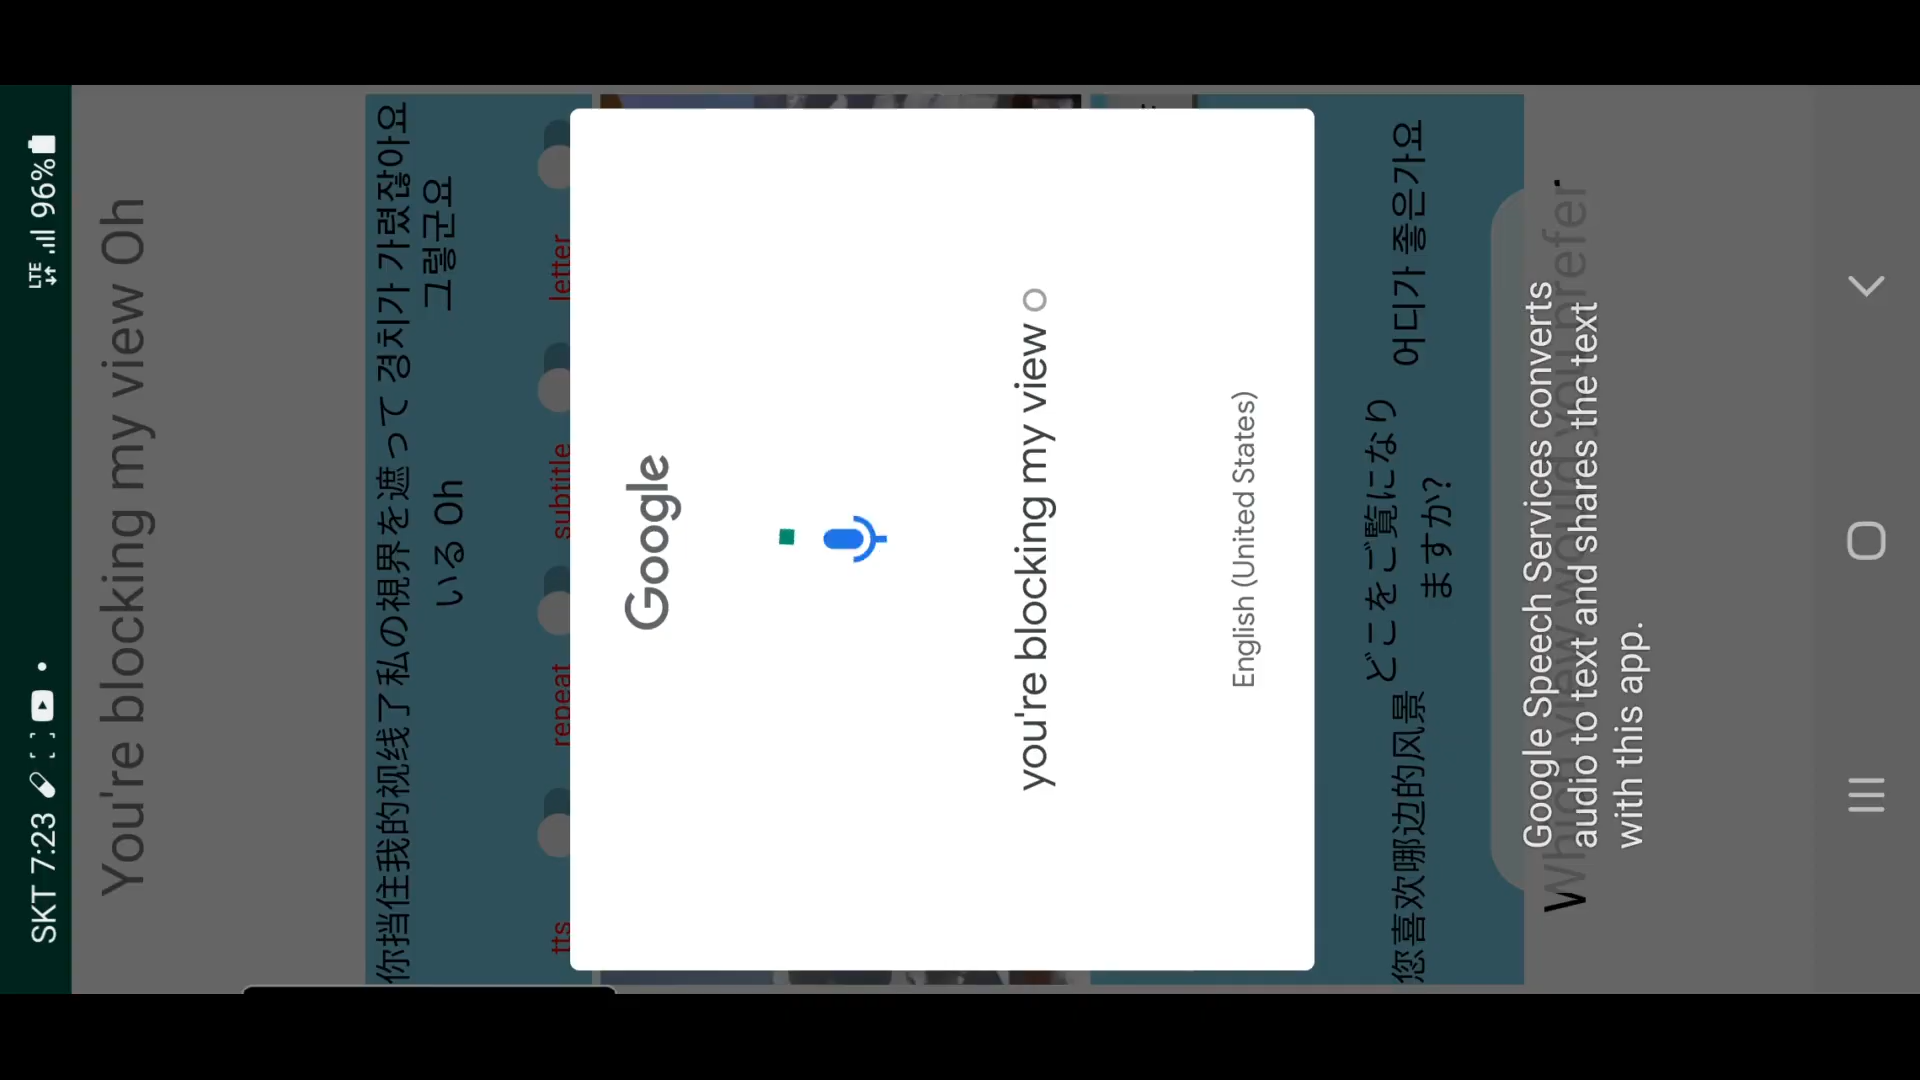 SKT 7:23
LTE 96%
You're blocking my view Oh
你挡住我的视线了
私の視界を遮って
いる Oh
경치가 가렸잖아요
그렇군요
tts
repeat
subtitle
letter
Google
you're blocking my view o
English (United States)
您喜欢哪边的风景
どこをご覧になり
ますか?
어디가 좋은가요
Which view would you prefer
Google Speech Services converts
audio to text and shares the text
with this app.